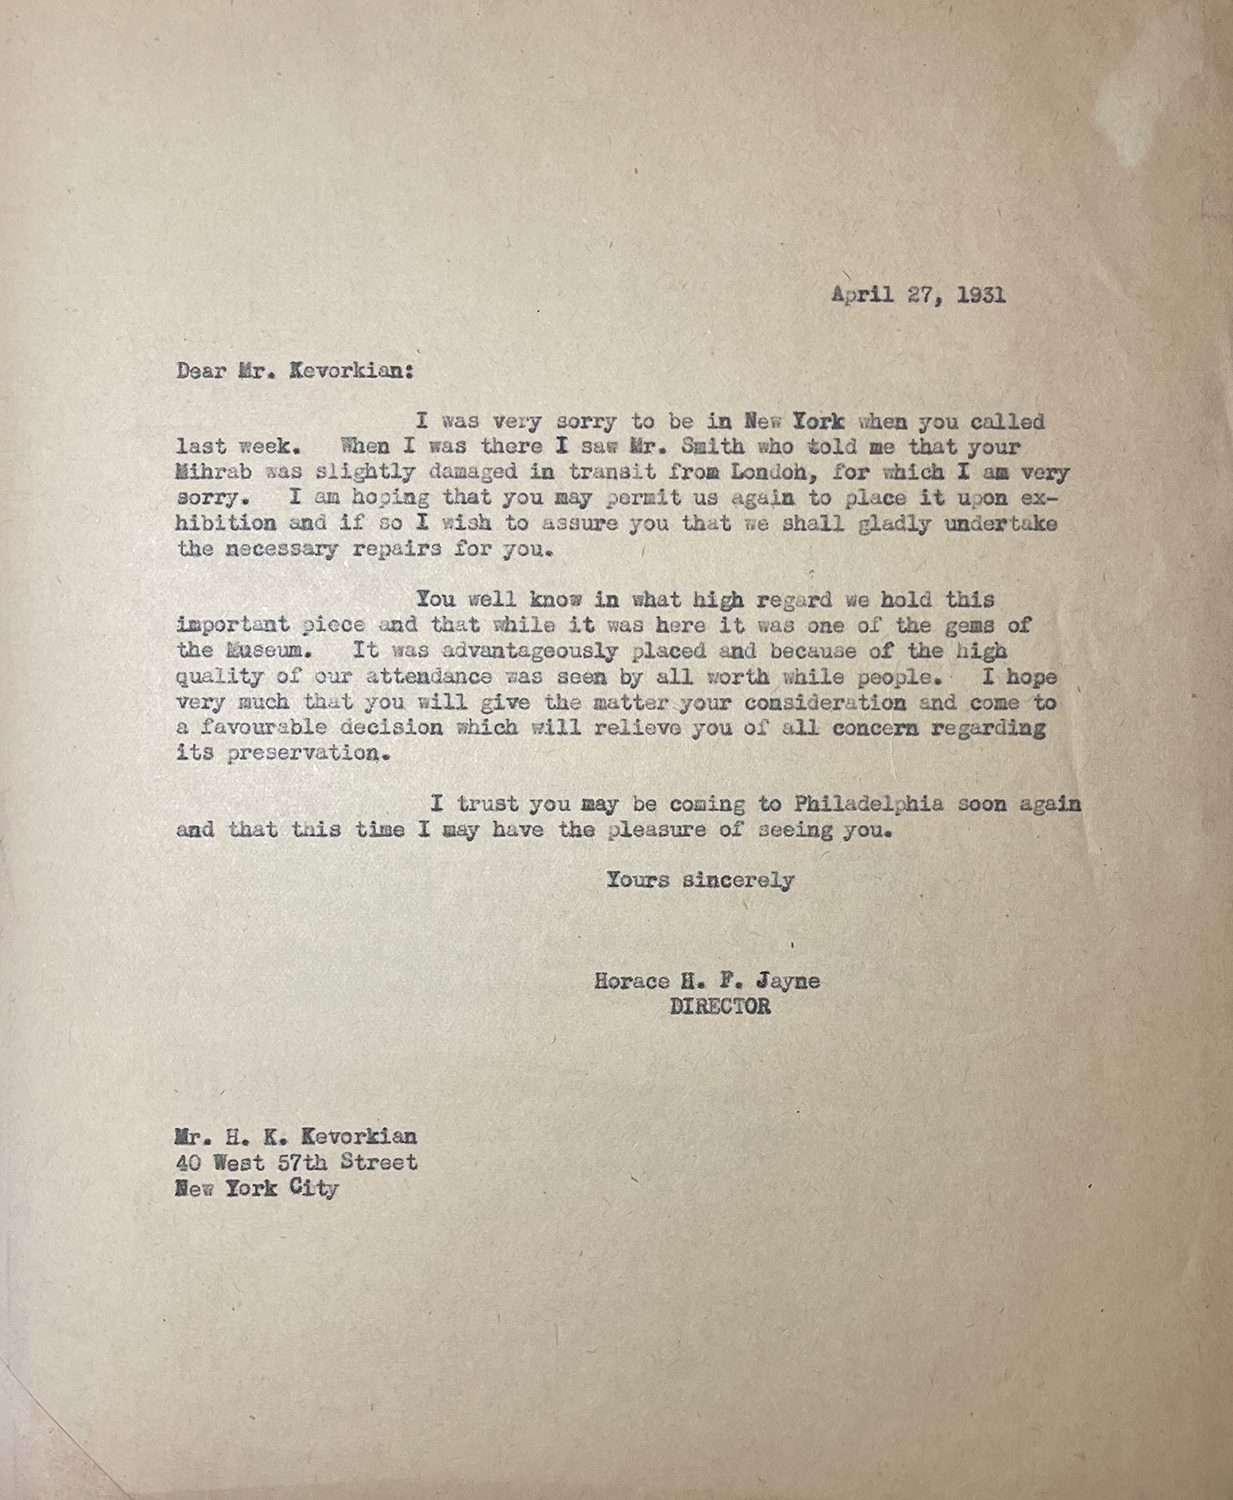 April 27, 1931
Dear Mr. Kevorkian:
I was very sorry to be in New York when you called
last week. When I was there I saw Mr. Smith who told me that your
Mihrab was slightly damaged in transit from London, for which I am very
sorry. I am hoping that you may permit us again to place it upon ex-
hibition and if so I wish to assure you that we shall gladly undertake
the necessary repairs for you.
You well know in what high regard we hold this
important piece and that while it was here it was one of the gems of
the Museum. It was advantageously placed and because of the high
quality of our attendance was seen by all worth while people. I hope
very much that you will give the matter your consideration and come to
a favourable decision which will relieve you of all concern regarding
its preservation.
I trust you may be coming to Philadelphia soon again
and that this time I may have the pleasure of seeing you.
Yours sincerely
Horace H. F. Jayne
DIRECTOR
Mr. H. K. Kevorkian
40 West 57th Street
New York City